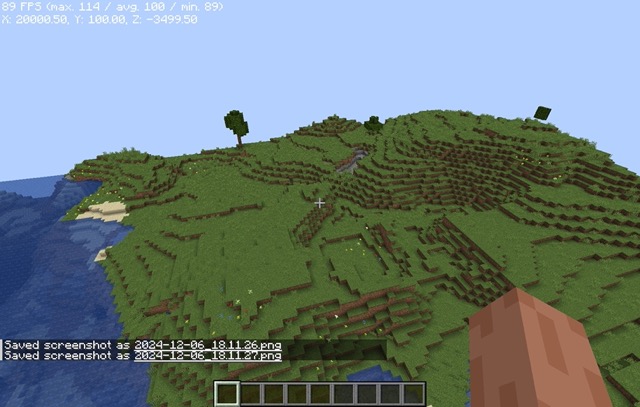 89 FPS (max. 114 / avg. 100 / min. 89)
X: 20000.50, Y: 100.00, Z: -3499.50
Saved screenshot as 2024-12-06_18.11.26.png
Saved screenshot as 2024-12-06_18.11.27.png